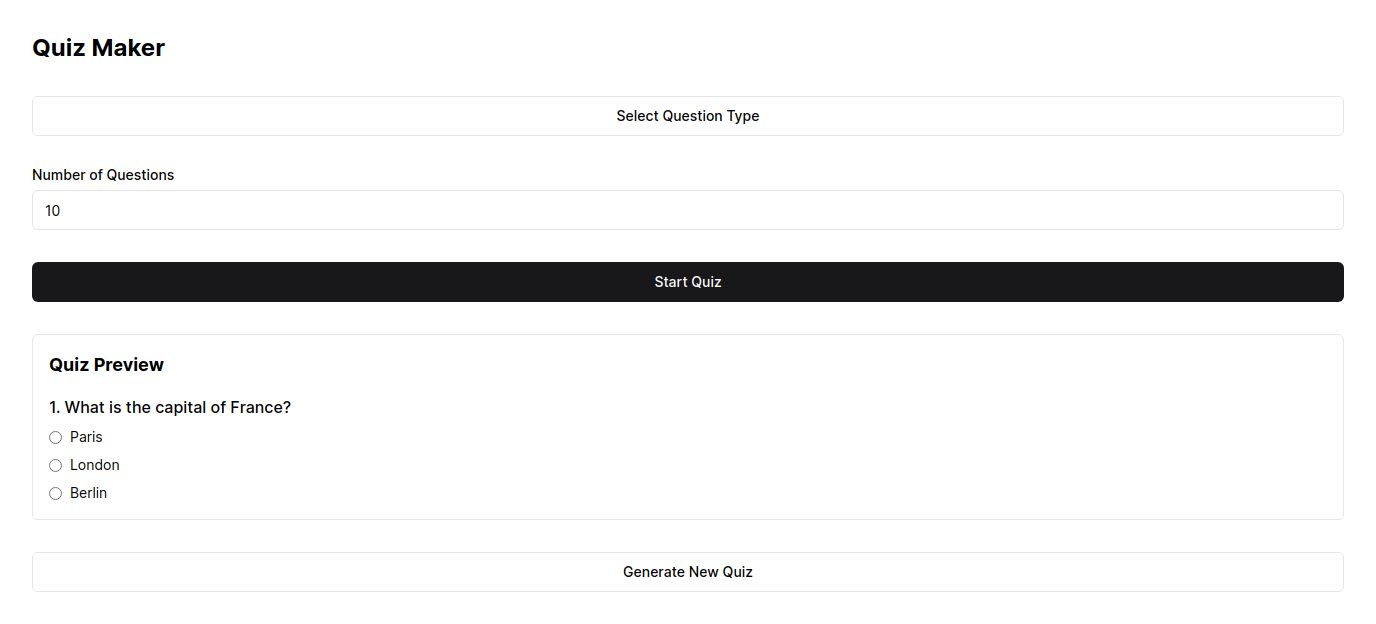 Quiz Maker
Select Question Type
Number of Questions
10
Start Quiz
Quiz Preview
1. What is the capital of France?
Paris
London
Berlin
Generate New Quiz